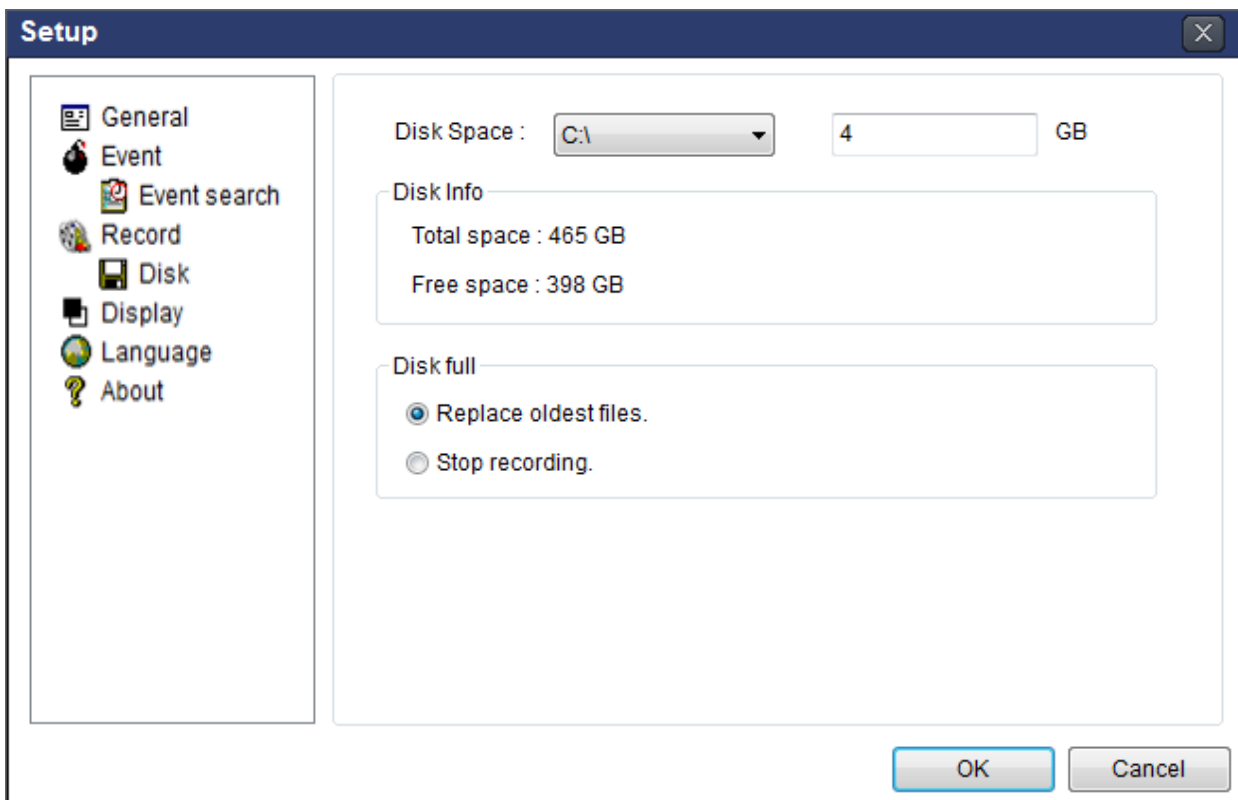 Setup
General
Event
Event search
Record
Disk
Display
Language
About
Disk Space : C:\ 4 GB
Disk Info
Total space : 465 GB
Free space : 398 GB
Disk full
Replace oldest files.
Stop recording.
OK Cancel